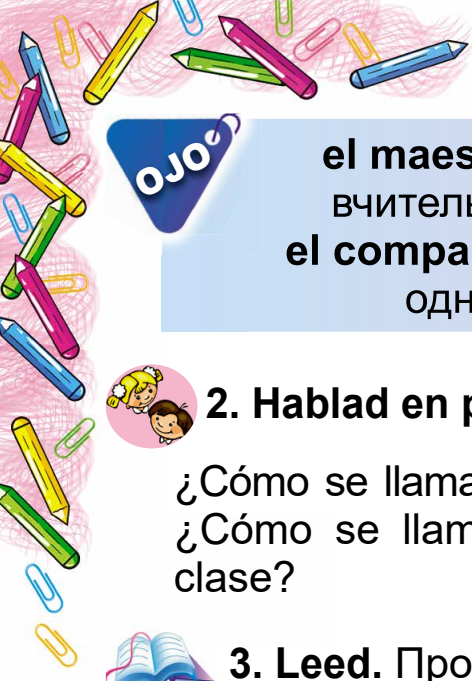 OJO
el maes
вчитель
el compa
одн
2. Hablad en p
¿Cómo se llama
¿Cómo se llam
clase?
3. Leed. Про